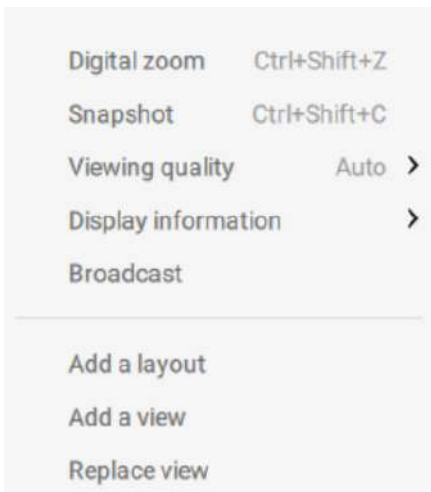 Digital zoom Ctrl+Shift+Z
Snapshot Ctrl+Shift+C
Viewing quality Auto
Display information
Broadcast
Add a layout
Add a view
Replace view